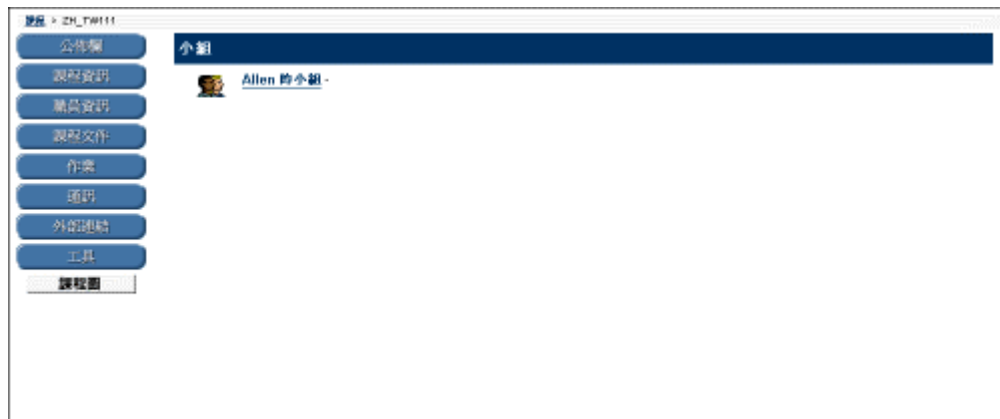 課程 > ZH_TW111
公佈欄
課程資訊
職員資訊
課程文件
作業
通訊
外部連結
工具
課程圖
小組
Allen 的小組 -